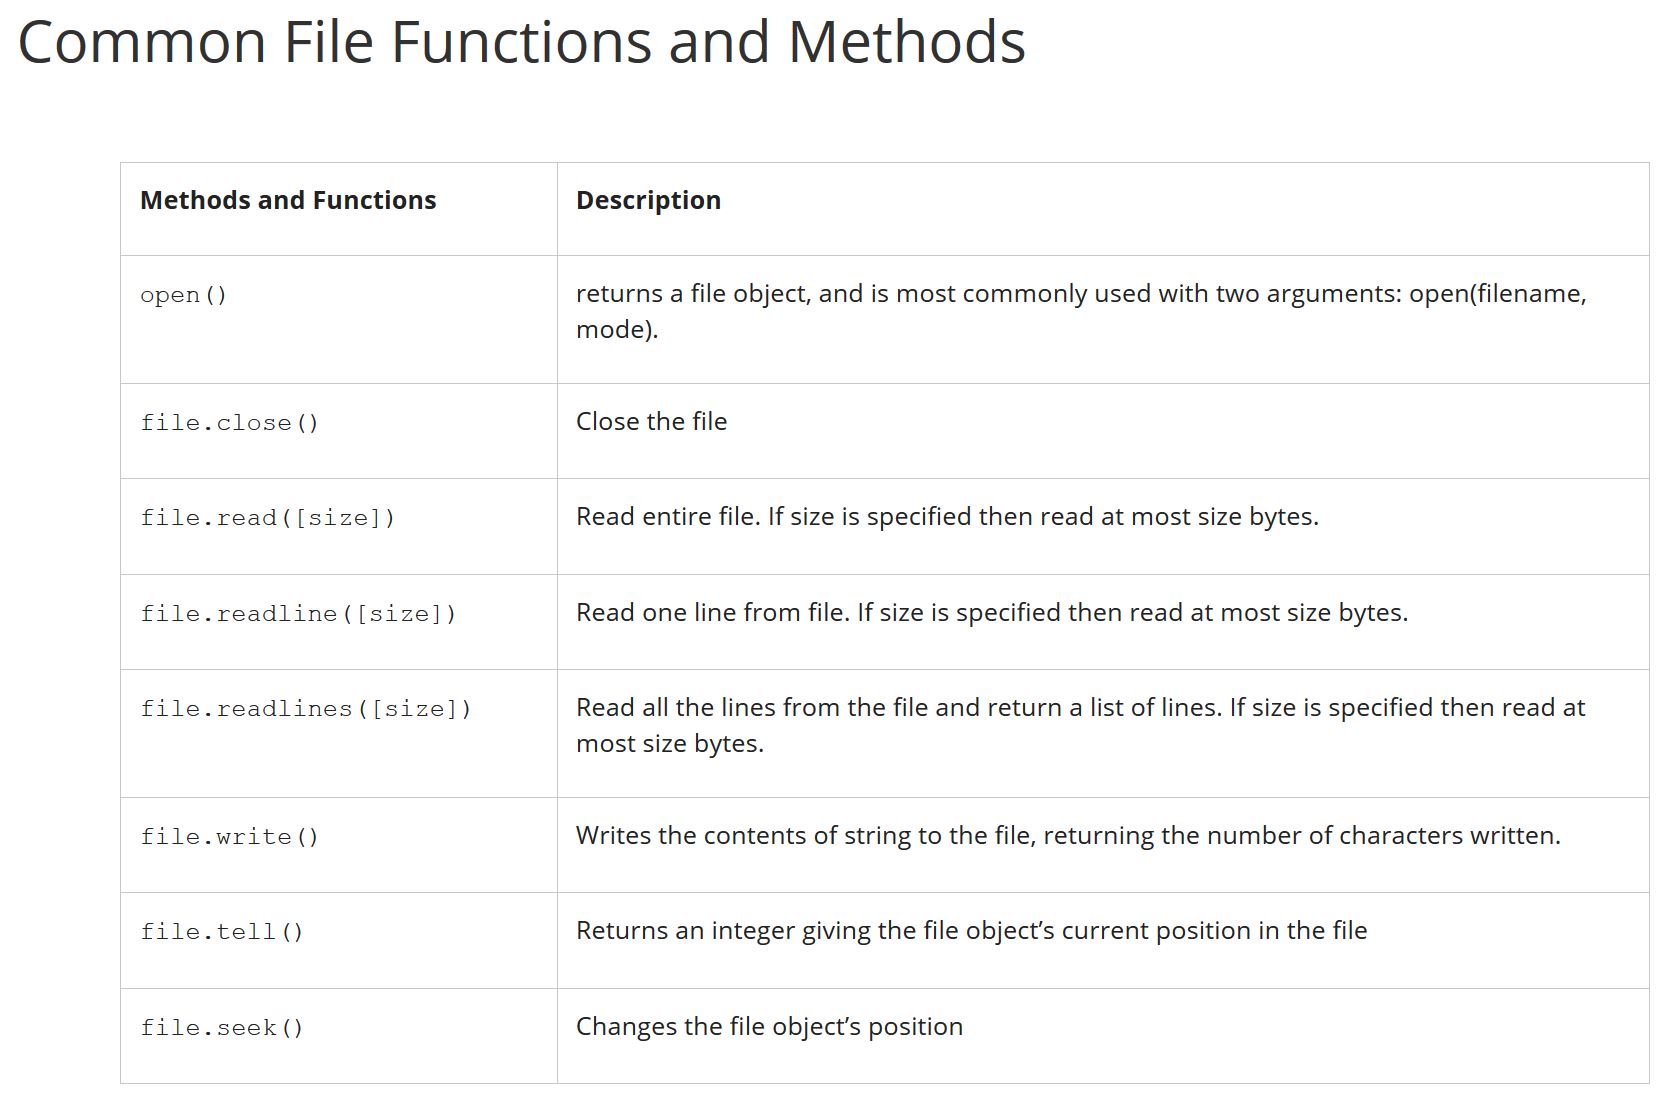 Common File Functions and Methods
Methods and Functions
Description
open()
returns a file object, and is most commonly used with two arguments: open(filename,
mode).
file.close()
Close the file
file.read([size])
Read entire file. If size is specified then read at most size bytes.
file.readline([size])
Read one line from file. If size is specified then read at most size bytes.
file.readlines([size])
Read all the lines from the file and return a list of lines. If size is specified then read at
most size bytes.
file.write()
Writes the contents of string to the file, returning the number of characters written.
file.tell()
Returns an integer giving the file object’s current position in the file
file.seek()
Changes the file object’s position